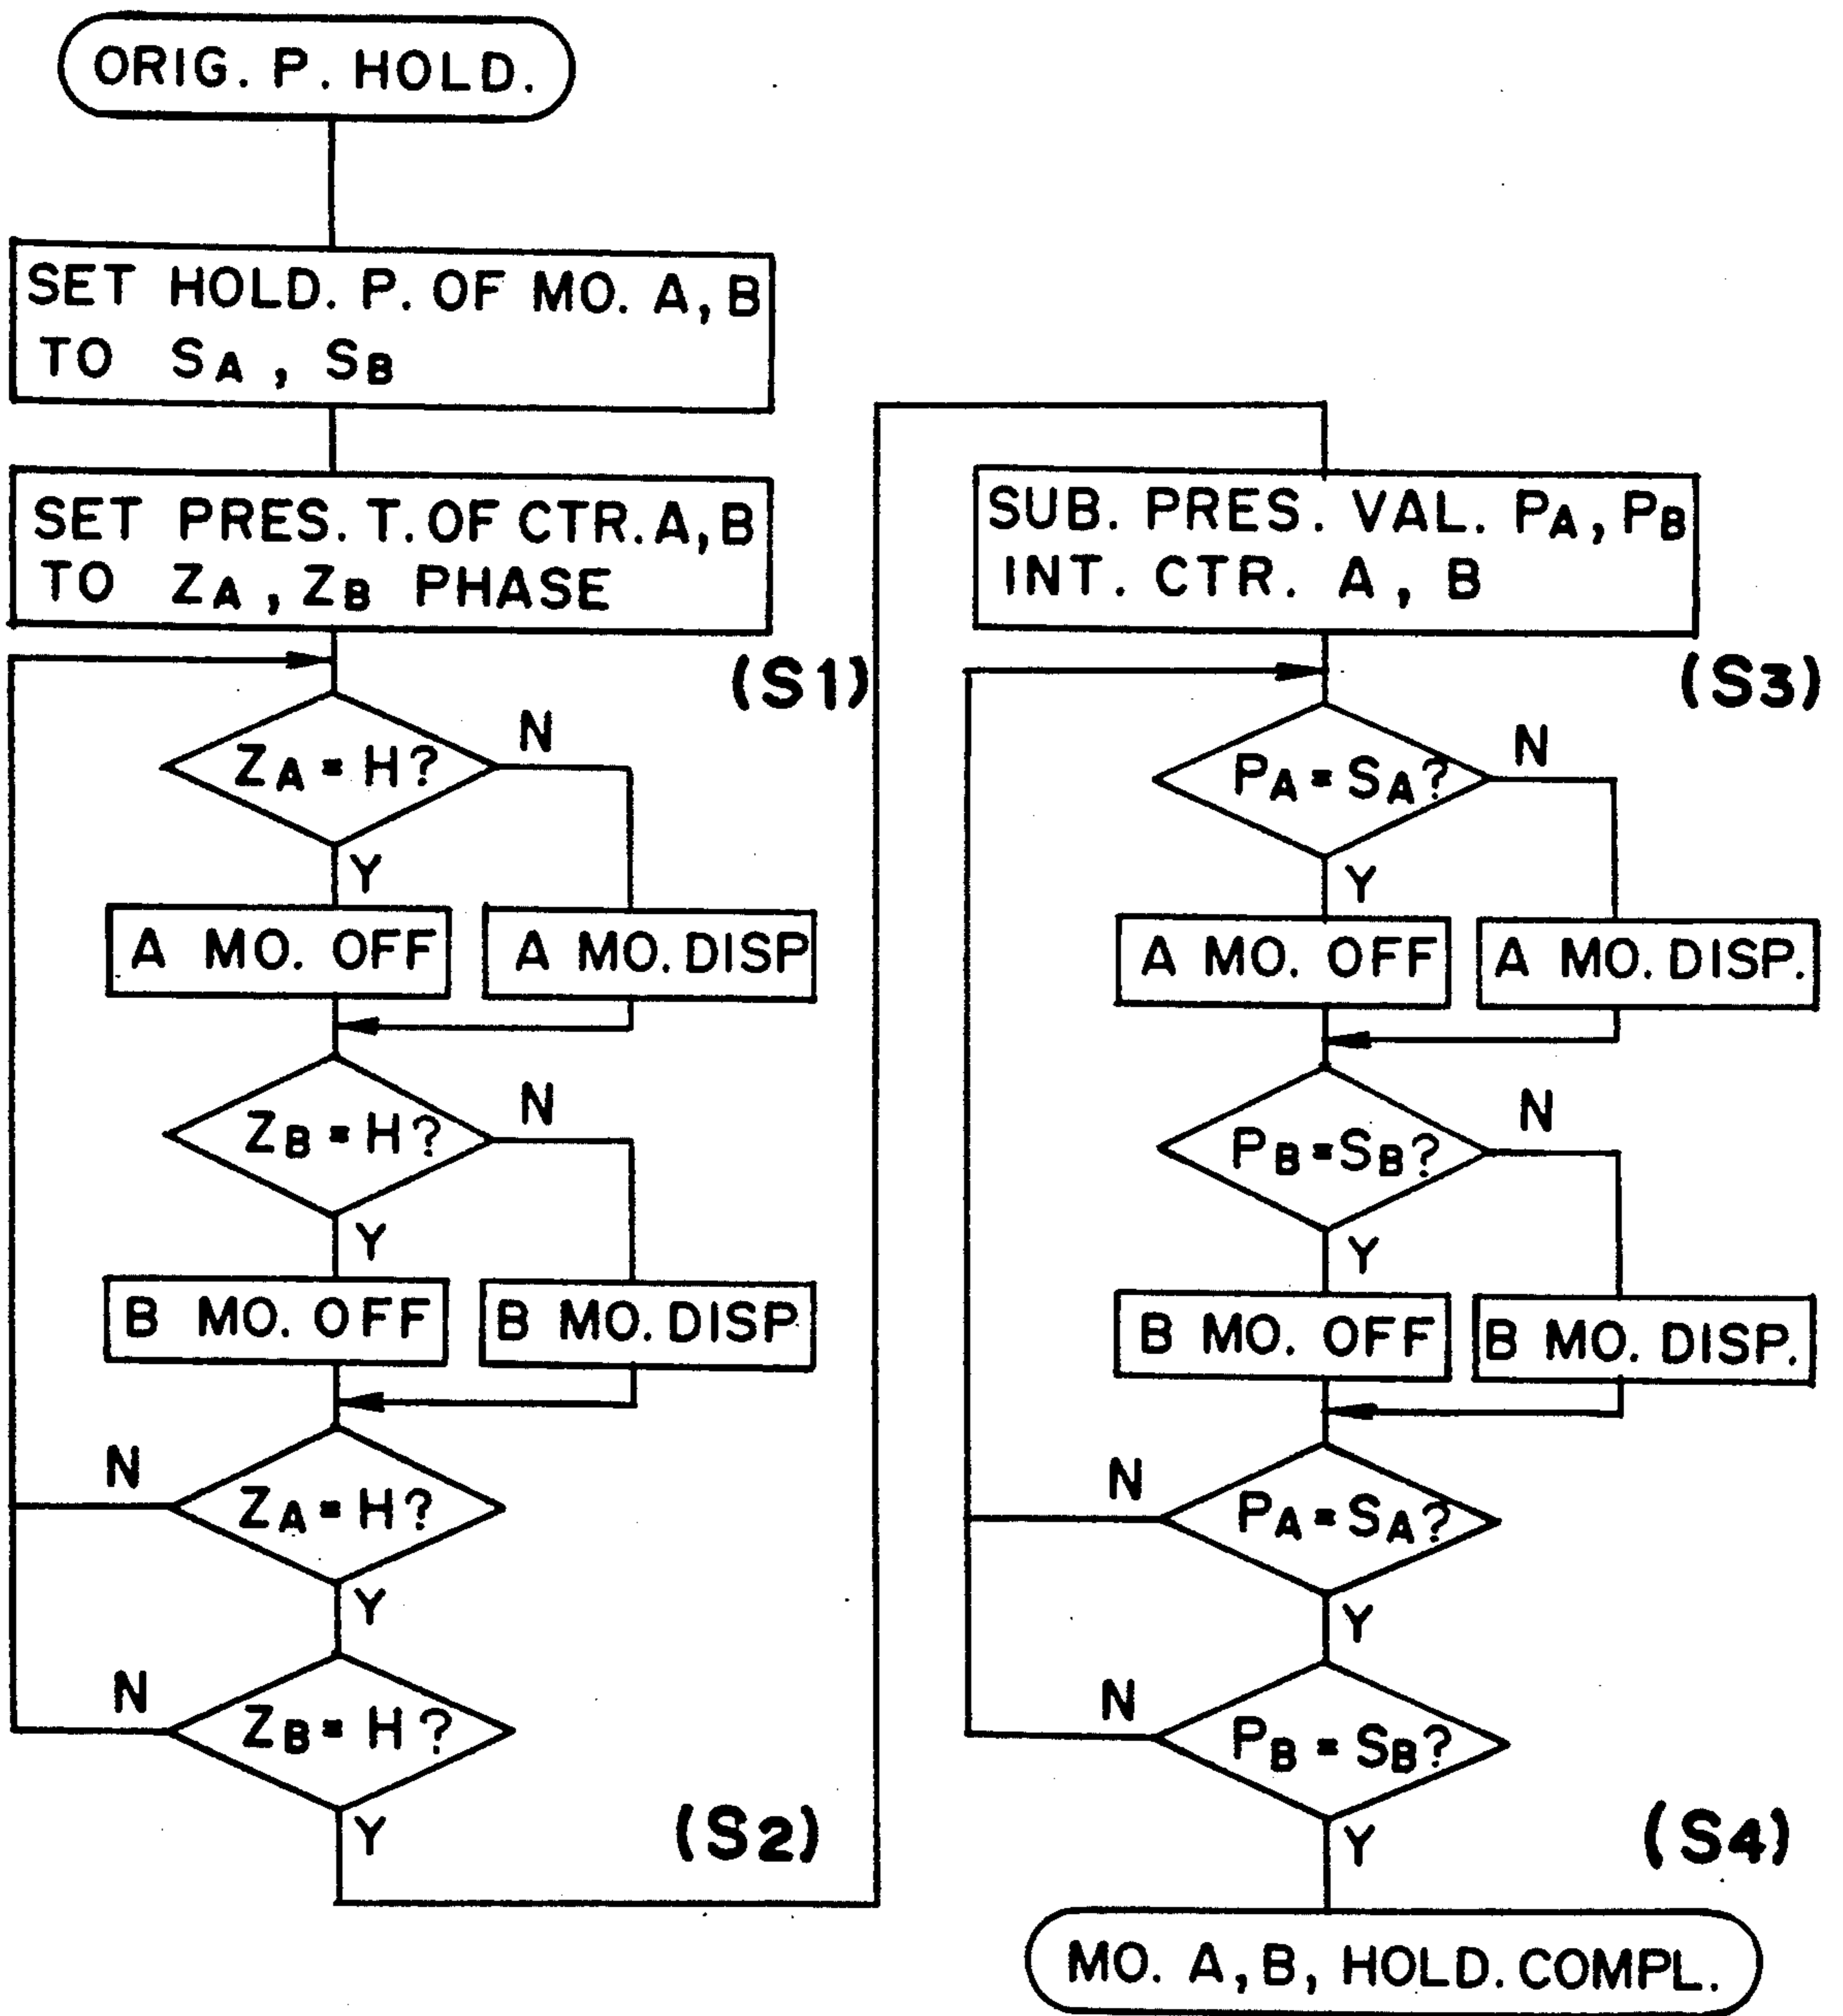 ORIG. P. HOLD.
SET HOLD. P. OF MO. A, B
TO SA, SB
SET PRES. T. OF CTR. A, B
TO ZA, ZB PHASE
(S1)
ZA = H?
N
Y
A MO. OFF
A MO. DISP
ZB = H?
N
Y
B MO. OFF
B MO. DISP
ZA = H?
N
Y
ZB = H?
N
Y
(S2)
SUB. PRES. VAL. PA, PB
INT. CTR. A, B
(S3)
PA = SA?
N
Y
A MO. OFF
A MO. DISP.
PB = SB?
N
Y
B MO. OFF
B MO. DISP.
PA = SA?
N
Y
PB = SB?
N
Y
(S4)
MO. A, B, HOLD. COMPL.